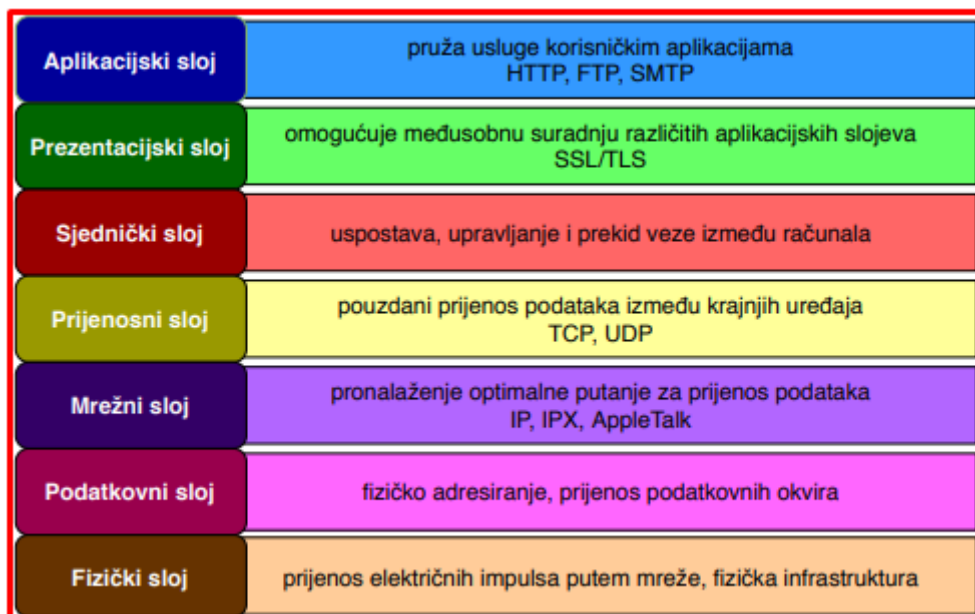 Aplikacijski sloj
pruža usluge korisničkim aplikacijama
HTTP, FTP, SMTP
Prezentacijski sloj
omogućuje međusobnu suradnju različitih aplikacijskih slojeva
SSL/TLS
Sjednički sloj
uspostava, upravljanje i prekid veze između računala
Prijenosni sloj
pouzdani prijenos podataka između krajnjih uređaja
TCP, UDP
Mrežni sloj
pronalaženje optimalne putanje za prijenos podataka
IP, IPX, AppleTalk
Podatkovni sloj
fizičko adresiranje, prijenos podatkovnih okvira
Fizički sloj
prijenos električnih impulsa putem mreže, fizička infrastruktura